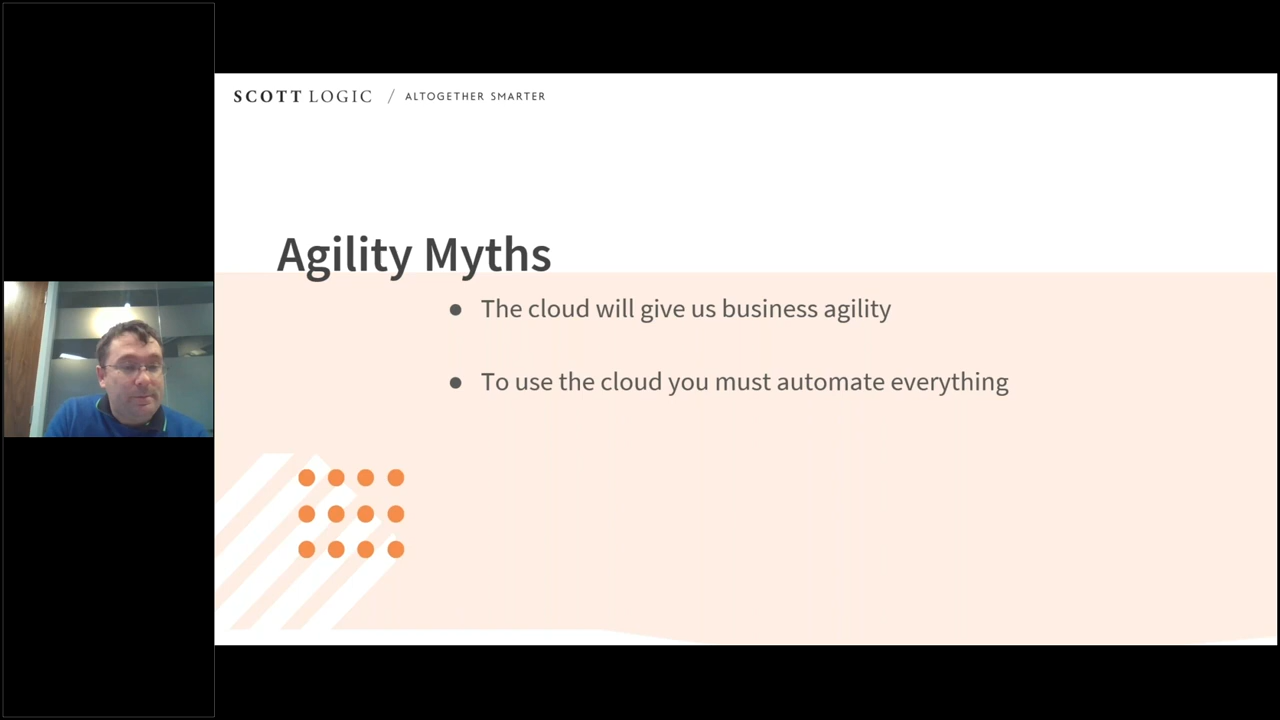 SCOTT LOGIC / ALTOGETHER SMARTER
Agility Myths
● The cloud will give us business agility
● To use the cloud you must automate everything